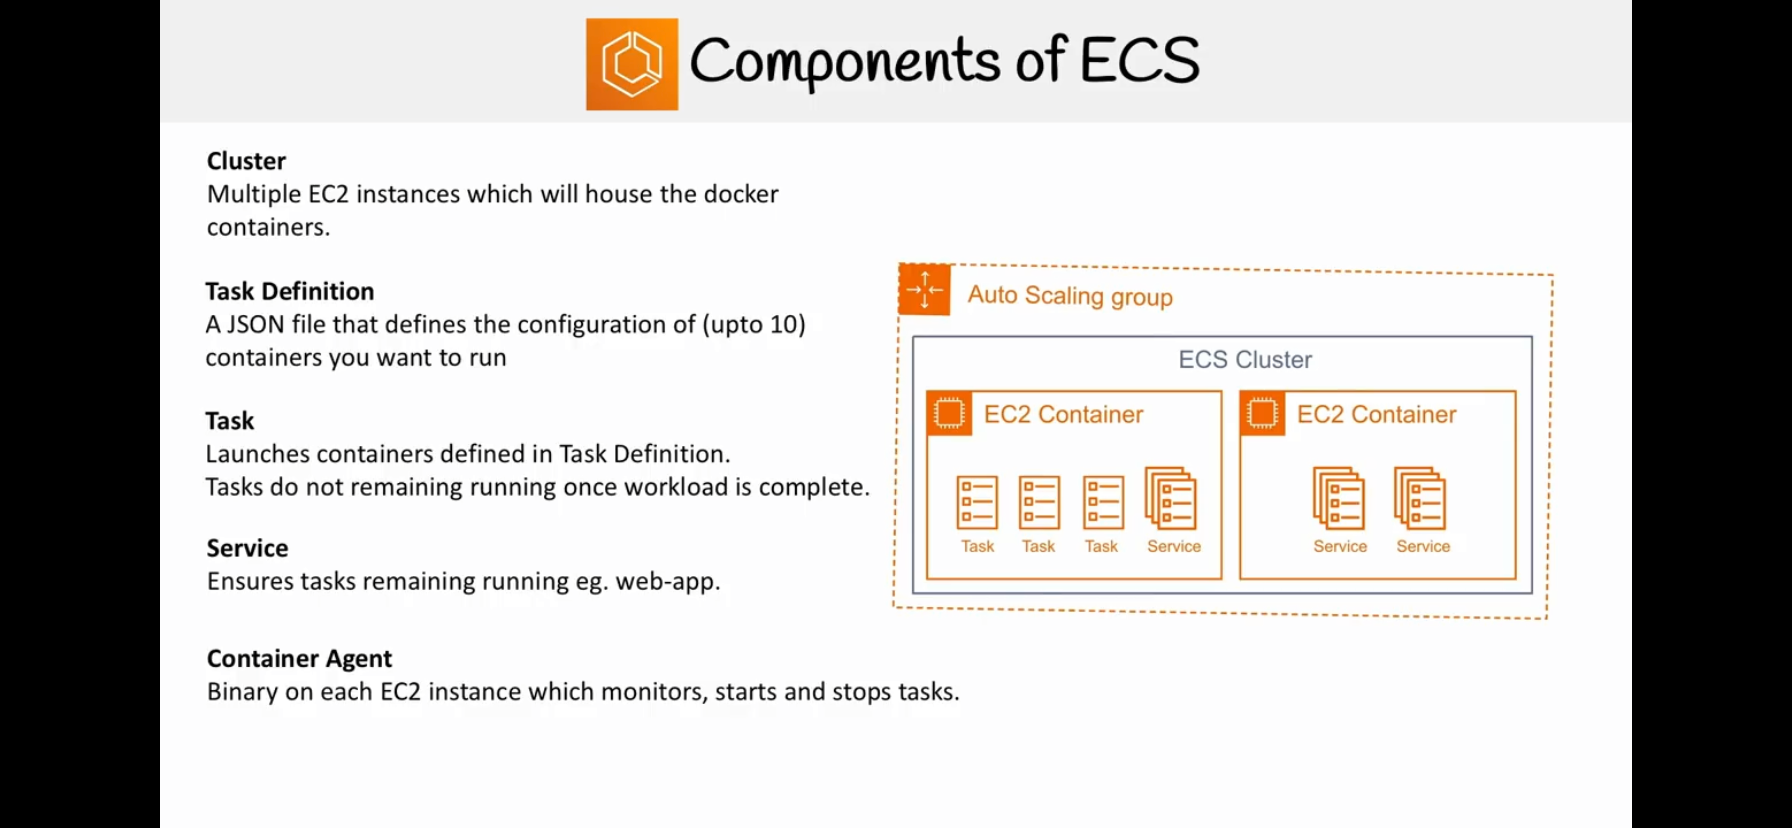 Components of ECS
Cluster
Multiple EC2 instances which will house the docker
containers.
Task Definition
A JSON file that defines the configuration of (upto 10)
containers you want to run
Task
Launches containers defined in Task Definition.
Tasks do not remaining running once workload is complete.
Service
Ensures tasks remaining running eg. web-app.
Container Agent
Binary on each EC2 instance which monitors, starts and stops tasks.
Auto Scaling group
ECS Cluster
EC2 Container
Task Task Task Service
EC2 Container
Service Service